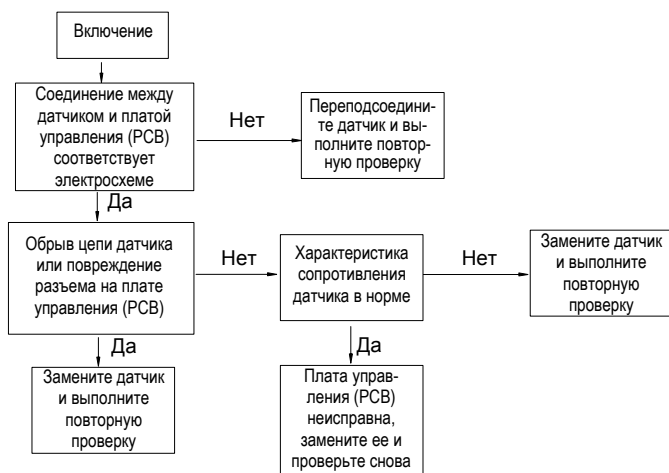 Включение
Соединение между
датчиком и платой
управления (PCB)
соответствует
электросхеме
Нет
Переподсоедини-
те датчик и вы-
полните повтор-
ную проверку
Да
Обрыв цепи датчика
или повреждение
разъема на плате
управления (PCB)
Нет
Характеристика
сопротивления
датчика в норме
Нет
Замените датчик
и выполните
повторную
проверку
Да
Замените датчик
и выполните
повторную
проверку
Да
Плата управ-
ления (PCB)
неисправна,
замените ее и
проверьте снова